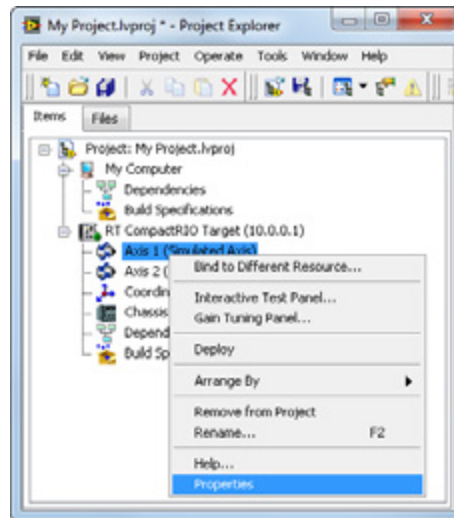 My Project.lvproj * - Project Explorer
File Edit View Project Operate Tools Window Help
Items Files
Project: My Project.lvproj
My Computer
Dependencies
Build Specifications
RT CompactRIO Target (10.0.0.1)
Axis 1 (Simulated Axis)
Axis 2 (
Coordin
Chassis
Depend
Build Sp
Bind to Different Resource...
Interactive Test Panel...
Gain Tuning Panel...
Deploy
Arrange By
Remove from Project
Rename... F2
Help...
Properties